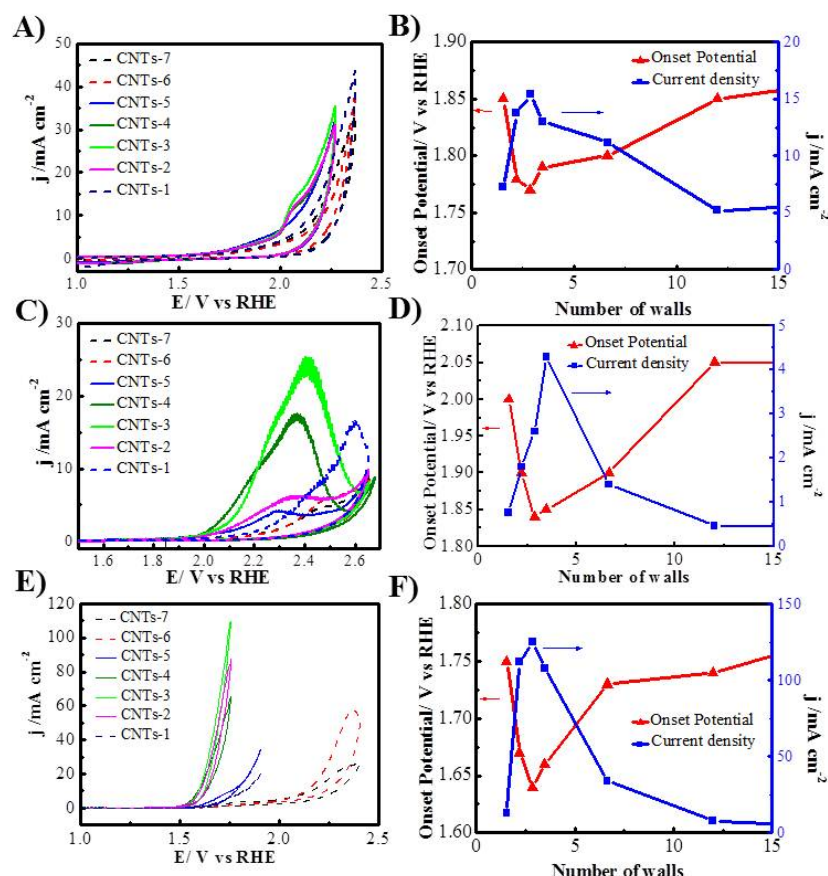 A)
50
40
30
20
10
0
j /mA cm-2
CNTs-7
CNTs-6
CNTs-5
CNTs-4
CNTs-3
CNTs-2
CNTs-1
1.0 1.5 2.0 2.5
E/ V vs RHE
B)
1.90
1.85
1.80
1.75
1.70
Onset Potential/ V vs RHE
Onset Potential
Current density
20
15
10
5
0
j /mA cm-2
0 5 10 15
Number of walls
C)
30
20
10
0
j /mA cm-2
CNTs-7
CNTs-6
CNTs-5
CNTs-4
CNTs-3
CNTs-2
CNTs-1
1.6 1.8 2.0 2.2 2.4 2.6
E/ V vs RHE
D)
2.10
2.05
2.00
1.95
1.90
1.85
1.80
Onset Potential/ V vs RHE
Onset Potential
Current density
5
4
3
2
1
0
j /mA cm-2
0 5 10 15
Number of walls
E)
120
100
80
60
40
20
0
j /mA cm-2
CNTs-7
CNTs-6
CNTs-5
CNTs-4
CNTs-3
CNTs-2
CNTs-1
1.0 1.5 2.0 2.5
E/ V vs RHE
F)
1.80
1.75
1.70
1.65
1.60
Onset Potential/ V vs RHE
Onset Potential
Current density
150
100
50
0
j /mA cm-2
0 5 10 15
Number of walls